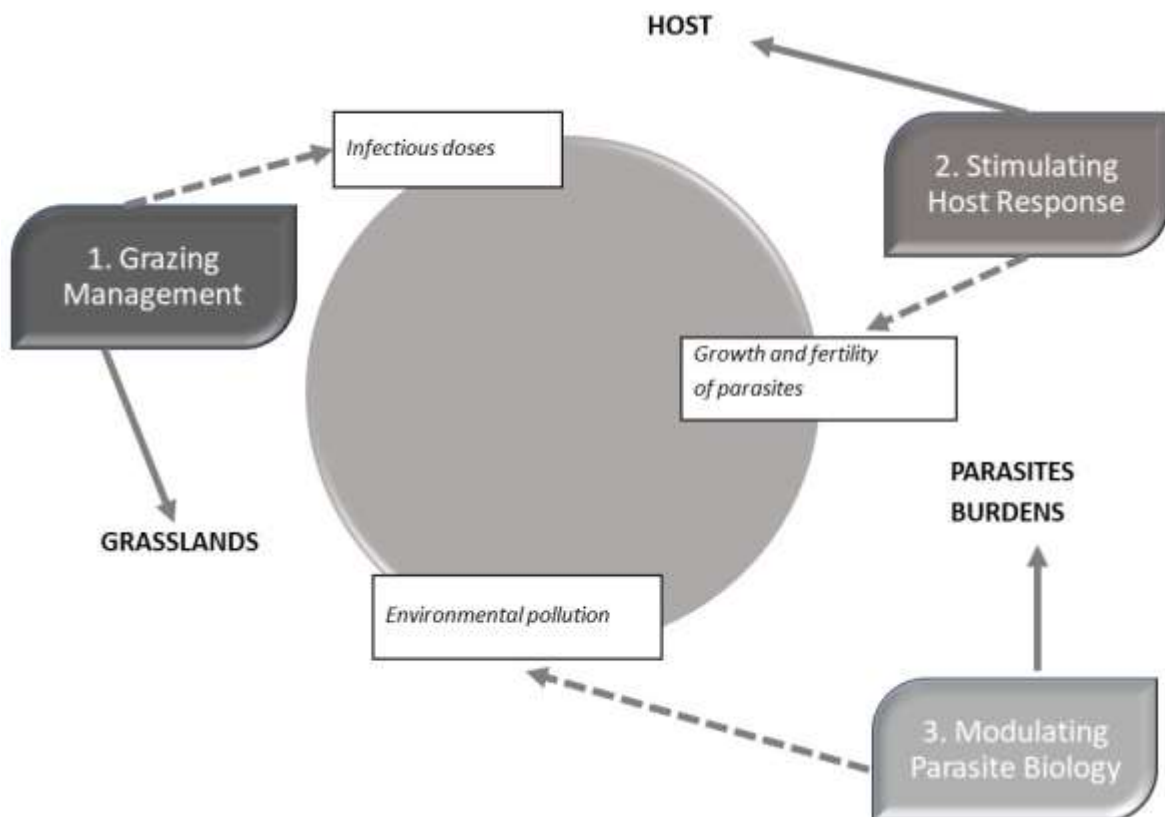 HOST
Infectious doses
2. Stimulating
Host Response
1. Grazing
Management
Growth and fertility
of parasites
PARASITES
BURDENS
GRASSLANDS
Environmental pollution
3. Modulating
Parasite Biology